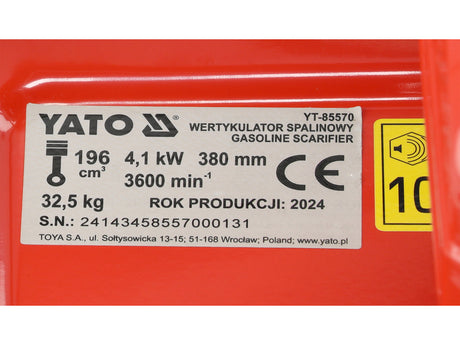 YATO
YT-85570
WERTYKULATOR SPALINOWY
GASOLINE SCARIFIER
196 cm³ 4,1 kW 380 mm
3600 min⁻¹ CE
32,5 kg ROK PRODUKCJI: 2024
S.N.: 24143458557000131
TOYA S.A., ul. Sołtysowicka 13-15; 51-168 Wrocław; Poland; www.yato.pl